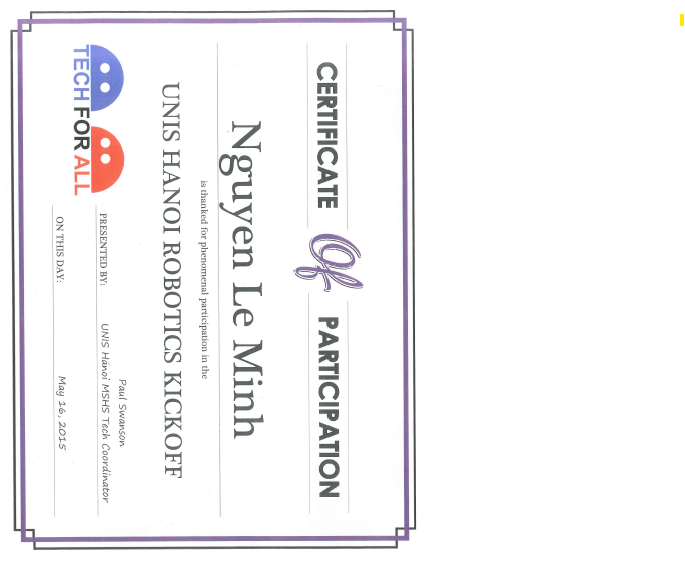 CERTIFICATE Of PARTICIPATION
Nguyen Le Minh
is thanked for phenomenal participation in the
UNIS HANOI ROBOTICS KICKOFF
TECH FOR ALL
Paul Swanson
PRESENTED BY: UNIS Hanoi MSHS Tech Coordinator
ON THIS DAY: May 16, 2015